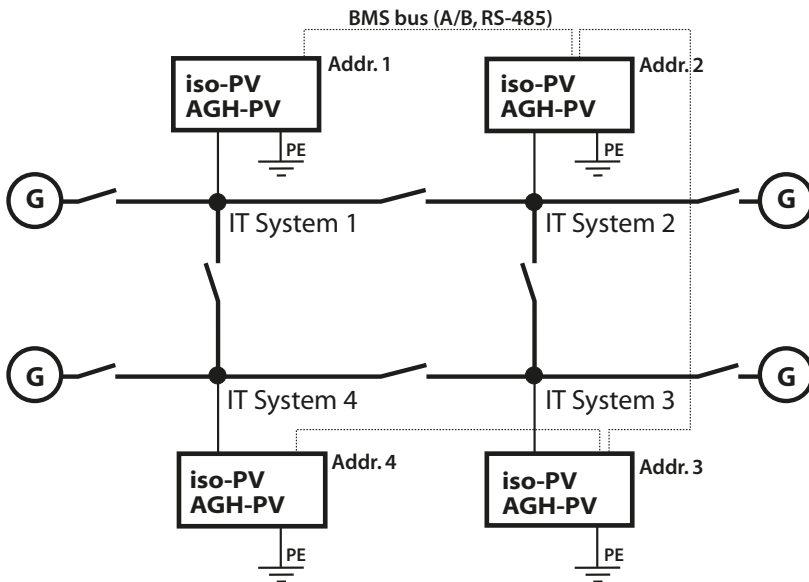 BMS bus (A/B, RS-485)
Addr. 1
Addr. 2
iso-PV
AGH-PV
iso-PV
AGH-PV
PE
PE
G
G
IT System 1
IT System 2
G
G
IT System 4
IT System 3
Addr. 4
Addr. 3
iso-PV
AGH-PV
iso-PV
AGH-PV
PE
PE